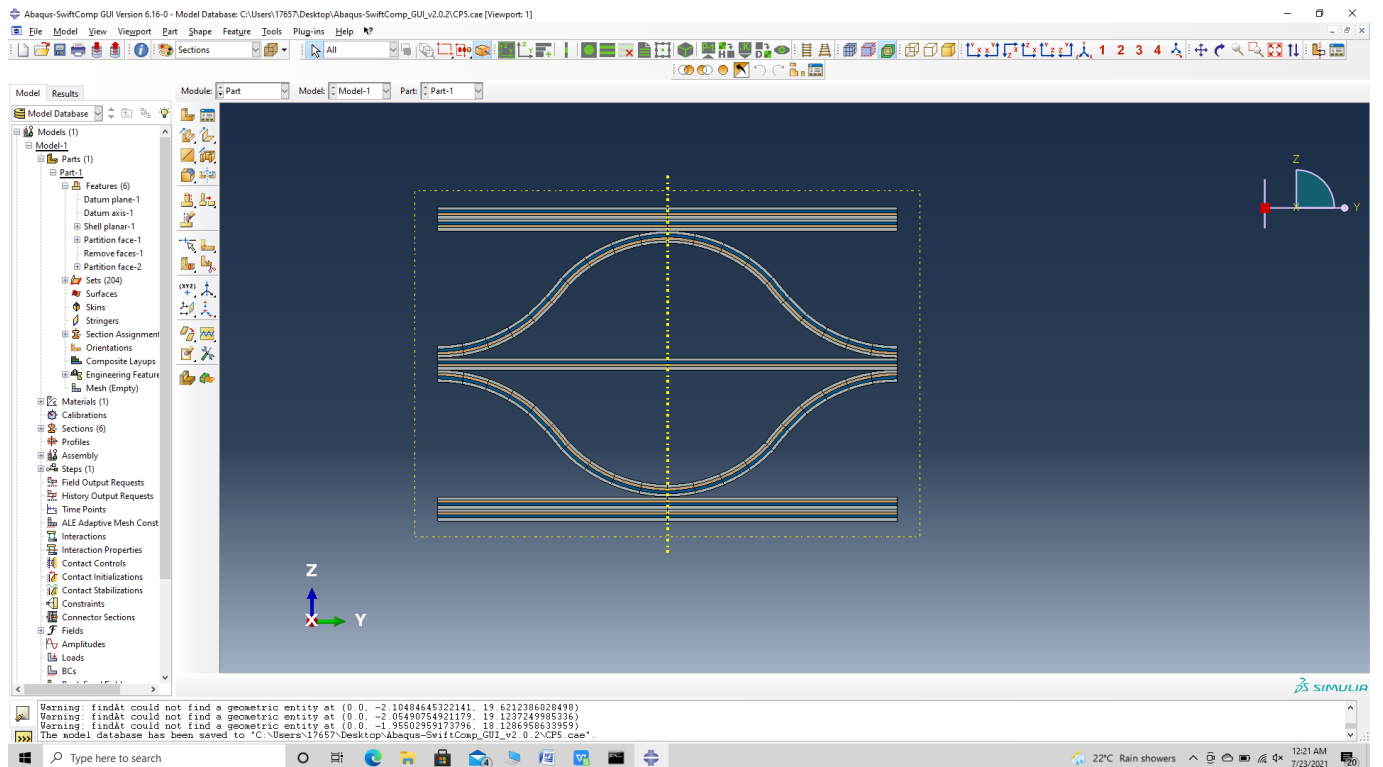 Abaqus-SwiftComp GUI Version 6.16-0 - Model Database: C:\Users\17657\Desktop\Abaqus-SwiftComp_GUI_v2.0.2\CP5.cae [Viewport: 1]
File Model View Viewport Part Shape Feature Tools Plug-ins Help
Sections All 1 2 3 4
Model Results Module: Part Model: Model-1 Part: Part-1
Model Database
Models (1)
Model-1
Parts (1)
Part-1
Features (6)
Datum plane-1
Datum axis-1
Shell planar-1
Partition face-1
Remove faces-1
Partition face-2
Sets (204)
Surfaces
Skins
Stringers
Section Assignment
Orientations
Composite Layups
Engineering Feature
Mesh (Empty)
Materials (1)
Calibrations
Sections (6)
Profiles
Assembly
Steps (1)
Field Output Requests
History Output Requests
Time Points
ALE Adaptive Mesh Const
Interactions
Interaction Properties
Contact Controls
Contact Initializations
Contact Stabilizations
Constraints
Connector Sections
Fields
Amplitudes
Loads
BCs
(XYZ)
Z
X Y
Z
X Y
SIMULIA
Warning: findAt could not find a geometric entity at (0.0, -2.10484645322141, 19.6212386028498)
Warning: findAt could not find a geometric entity at (0.0, -2.05490754921179, 19.1237249985336)
Warning: findAt could not find a geometric entity at (0.0, -1.95502959173796, 18.1286958633959)
The model database has been saved to "C:\Users\17657\Desktop\Abaqus-SwiftComp_GUI_v2.0.2\CP5.cae".
Type here to search
22°C Rain showers
12:21 AM
7/23/2021
20